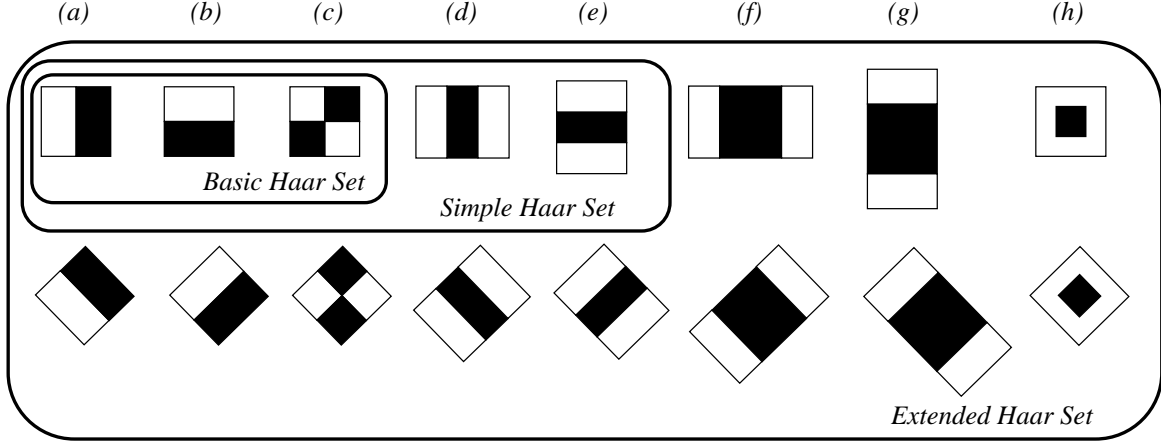 (a) (b) (c) (d) (e) (f) (g) (h)
Basic Haar Set
Simple Haar Set
Extended Haar Set